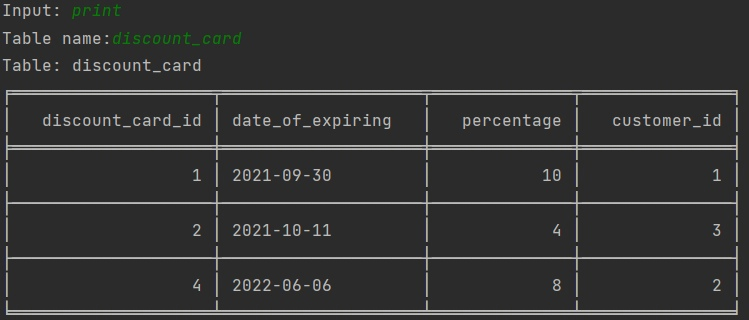 Input: print
Table name:discount_card
Table: discount_card
discount_card_id date_of_expiring percentage customer_id
1 2021-09-30 10 1
2 2021-10-11 4 3
4 2022-06-06 8 2